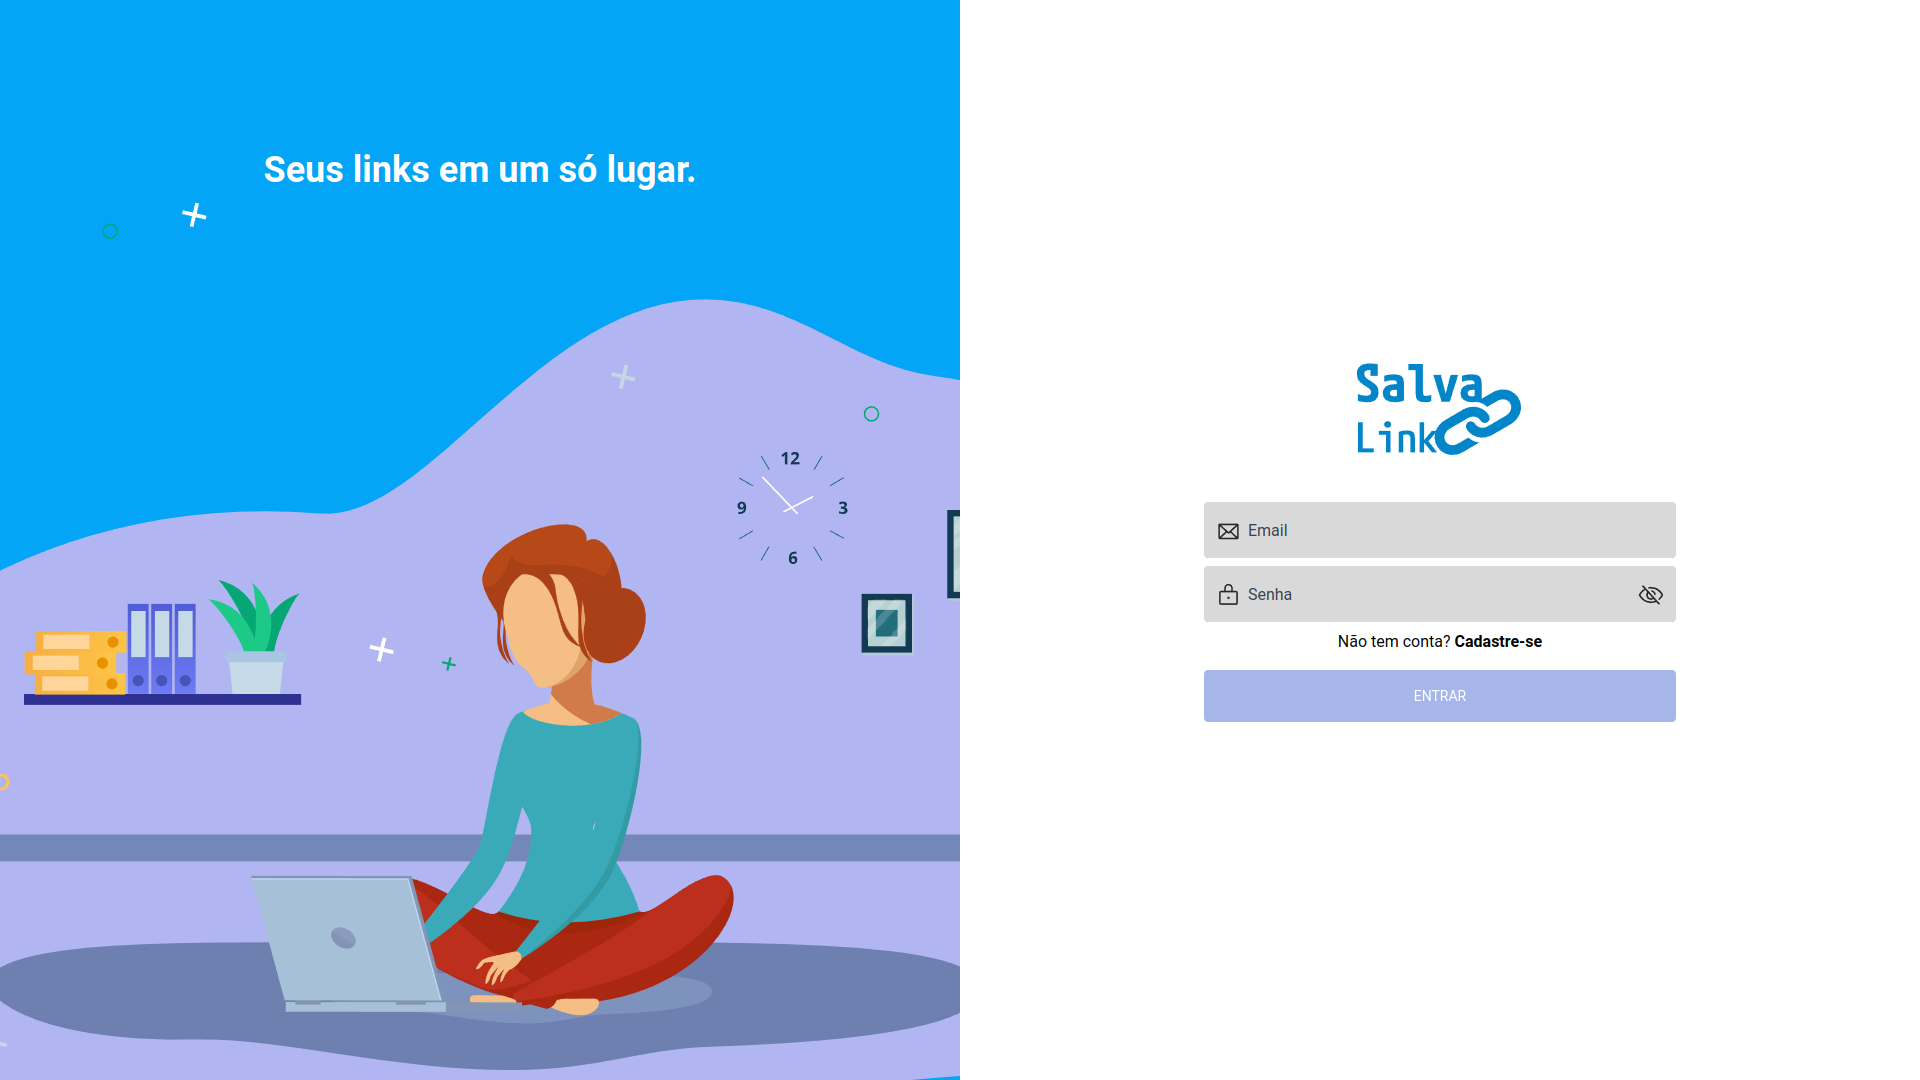 Seus links em um só lugar.
12
9
3
6
Salva
Link
Email
Senha
Não tem conta? Cadastre-se
ENTRAR